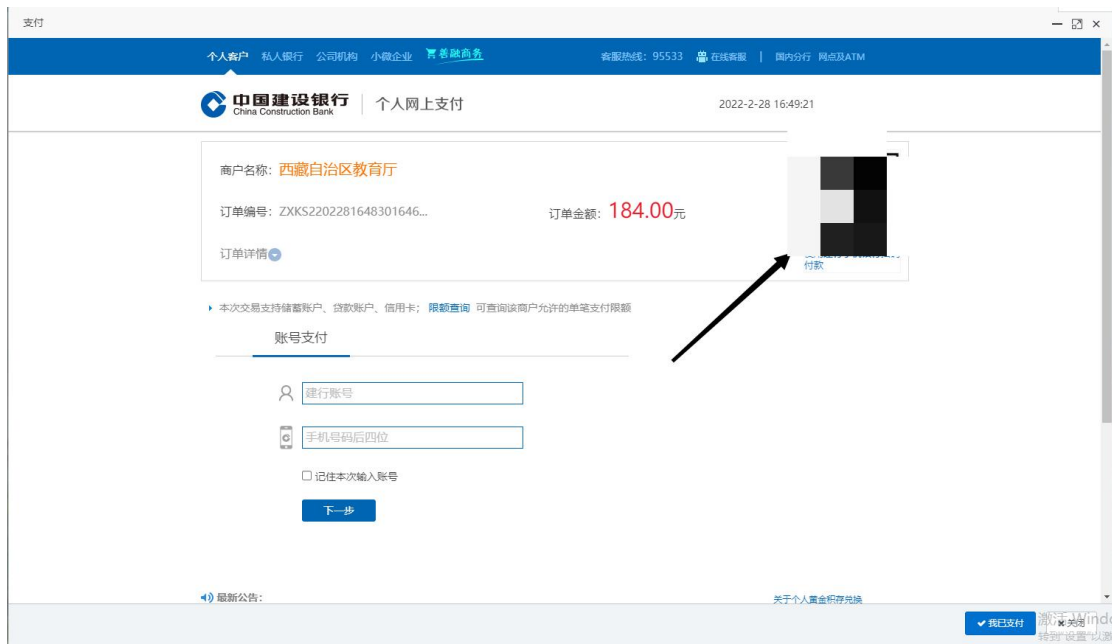 支付
个人客户 私人银行 公司机构 小微企业 善融商务 客服热线：95533 在线客服 | 国内分行 网点及ATM
中国建设银行 China Construction Bank 个人网上支付 2022-2-28 16:49:21
商户名称：西藏自治区教育厅
订单编号：ZXKS2202281648301646... 订单金额：184.00元
订单详情
付款
本次交易支持储蓄账户、贷款账户、信用卡；限额查询 可查询该商户允许的单笔支付限额
账号支付
建行账号
手机号码后四位
记住本次输入账号
下一步
最新公告： 关于个人黄金积存兑换
我已支付 关闭
激活 Windo
转到"设置"以激